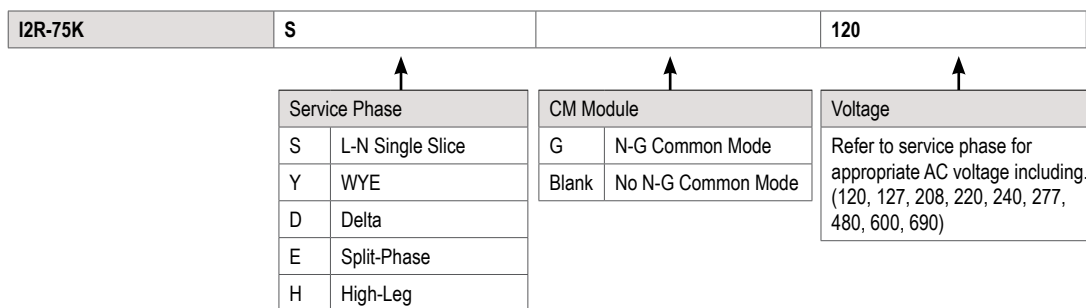 I2R-75K S 120
Service Phase
S L-N Single Slice
Y WYE
D Delta
E Split-Phase
H High-Leg
CM Module
G N-G Common Mode
Blank No N-G Common Mode
Voltage
Refer to service phase for
appropriate AC voltage including.
(120, 127, 208, 220, 240, 277,
480, 600, 690)